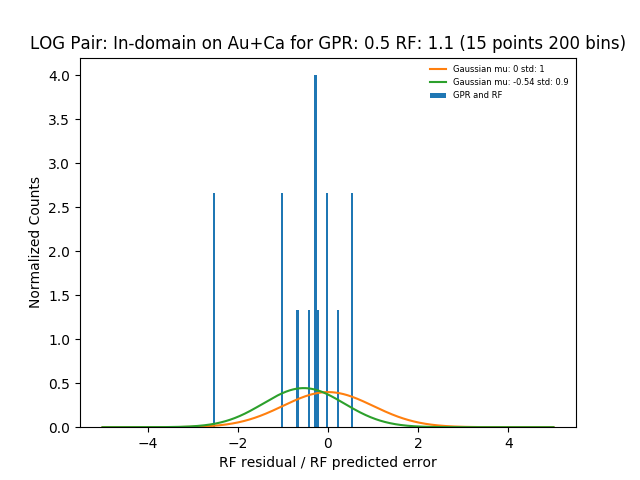 LOG Pair: In-domain on Au+Ca for GPR: 0.5 RF: 1.1 (15 points 200 bins)
Gaussian mu: 0 std: 1
Gaussian mu: -0.54 std: 0.9
GPR and RF
Normalized Counts
4.0
3.5
3.0
2.5
2.0
1.5
1.0
0.5
0.0
−4 −2 0 2 4
RF residual / RF predicted error